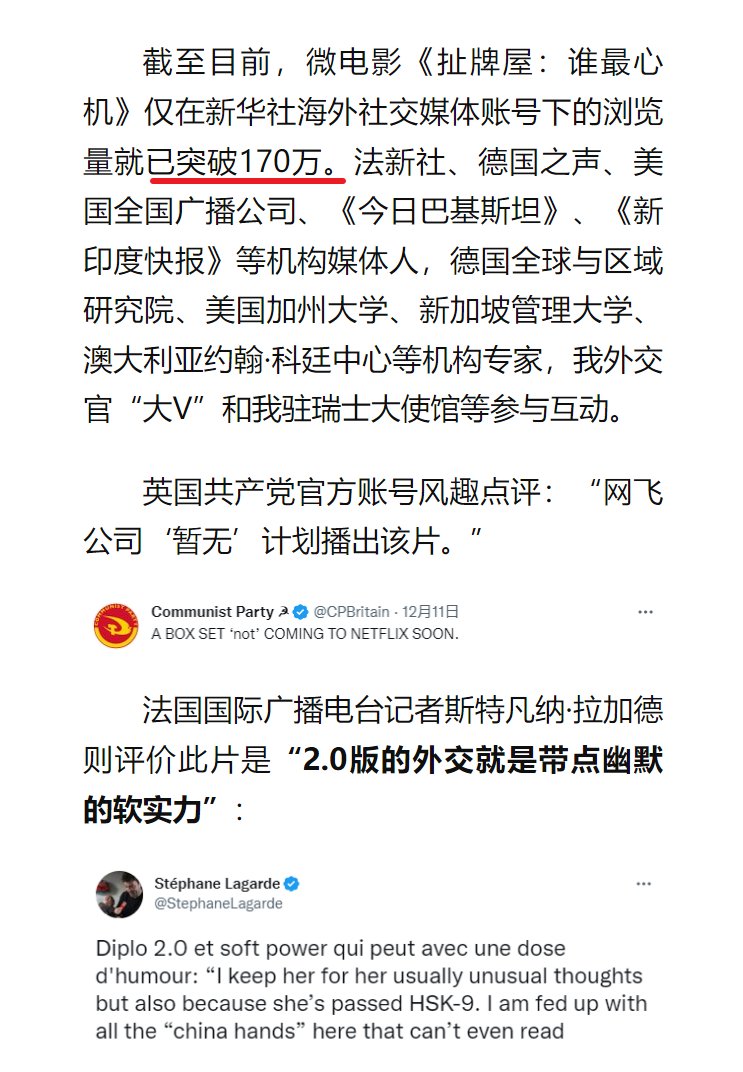 截至目前，微电影《扯牌屋：谁最心
机》仅在新华社海外社交媒体账号下的浏览
量就已突破170万。法新社、德国之声、美
国全国广播公司、《今日巴基斯坦》、《新
印度快报》等机构媒体人，德国全球与区域
研究院、美国加州大学、新加坡管理大学、
澳大利亚约翰·科廷中心等机构专家，我外交
官“大V”和我驻瑞士大使馆等参与互动。
英国共产党官方账号风趣点评：“网飞
公司‘暂无’计划播出该片。”
Communist Party ☭ @CPBritain · 12月11日
A BOX SET ‘not’ COMING TO NETFLIX SOON.
法国国际广播电台记者斯特凡纳·拉加德
则评价此片是“2.0版的外交就是带点幽默
的软实力”：
Stéphane Lagarde
@StephaneLagarde
Diplo 2.0 et soft power qui peut avec une dose
d'humour: “I keep her for her usually unusual thoughts
but also because she’s passed HSK-9. I am fed up with
all the “china hands” here that can’t even read